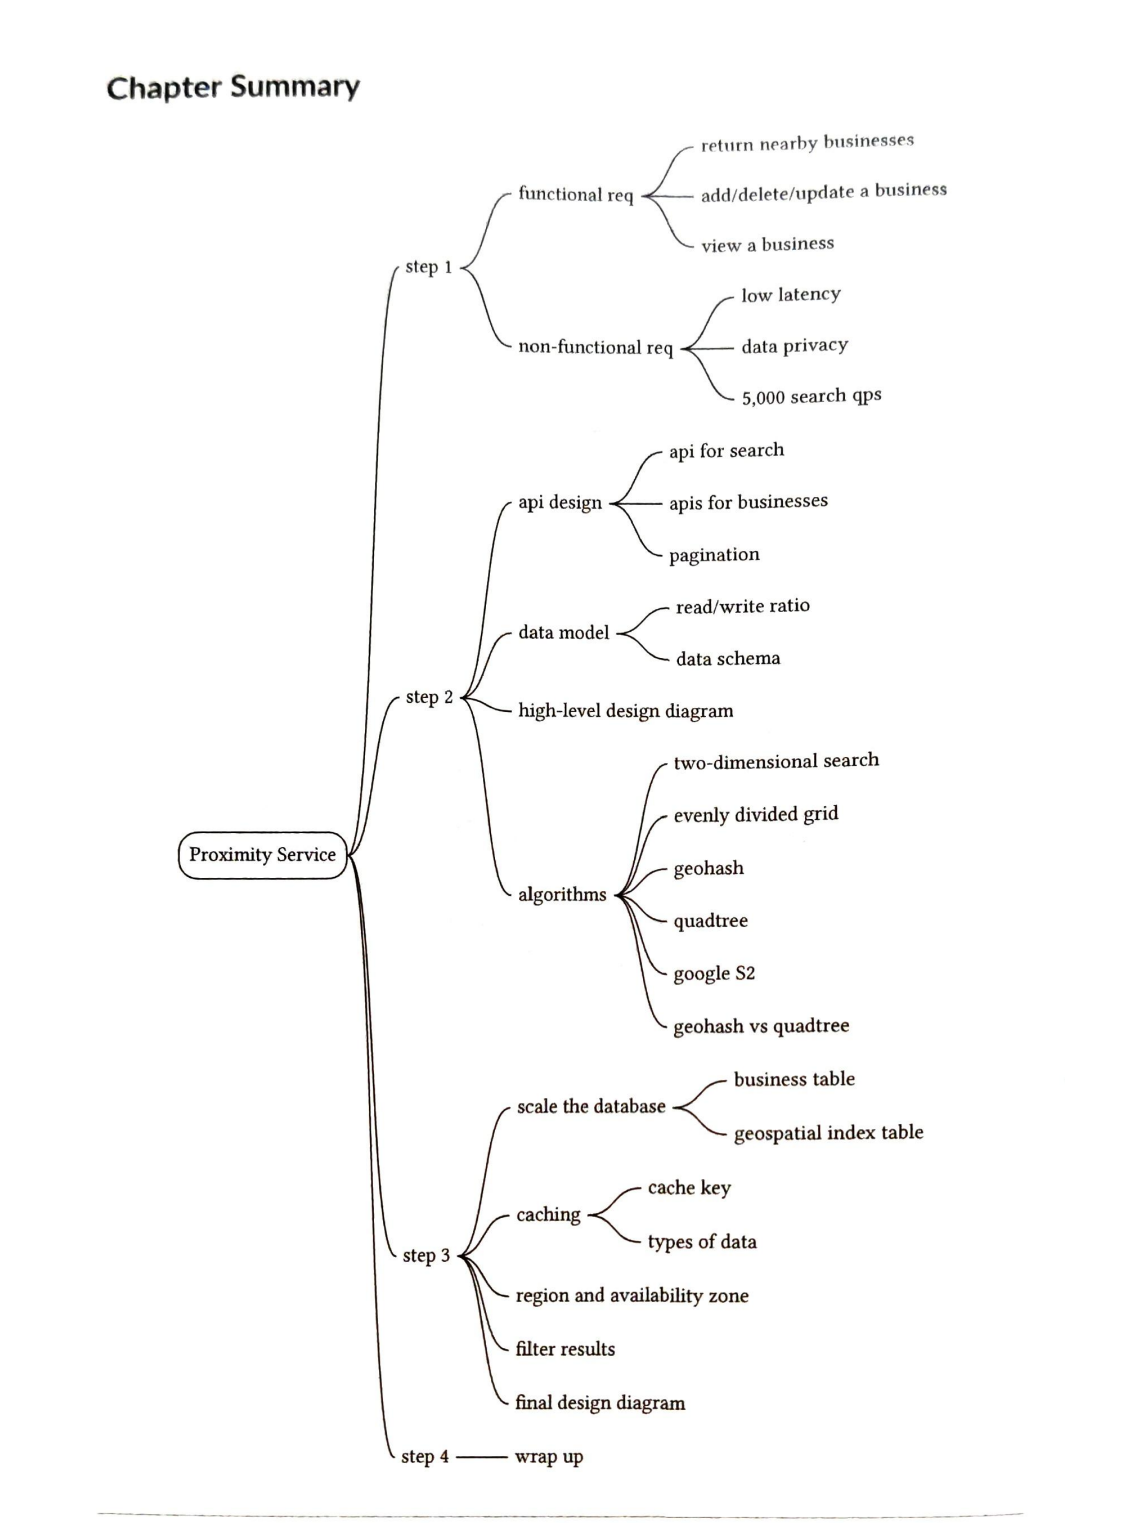 Chapter Summary
return nearby businesses
functional req
add/delete/update a business
view a business
step 1
low latency
non-functional req
data privacy
5,000 search qps
api for search
api design
apis for businesses
pagination
read/write ratio
data model
data schema
step 2
high-level design diagram
two-dimensional search
evenly divided grid
Proximity Service
geohash
algorithms
quadtree
google S2
geohash vs quadtree
business table
scale the database
geospatial index table
cache key
caching
types of data
step 3
region and availability zone
filter results
final design diagram
step 4
wrap up